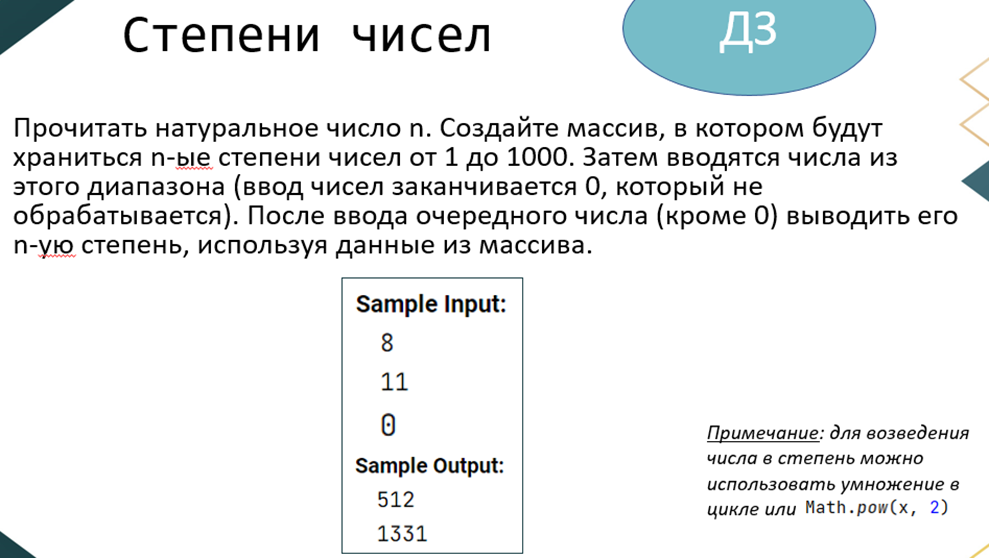 Степени чисел
ДЗ
Прочитать натуральное число n. Создайте массив, в котором будут
храниться n-ые степени чисел от 1 до 1000. Затем вводятся числа из
этого диапазона (ввод чисел заканчивается 0, который не
обрабатывается). После ввода очередного числа (кроме 0) выводить его
n-ую степень, используя данные из массива.
Sample Input:
8
11
0
Sample Output:
512
1331
Примечание: для возведения
числа в степень можно
использовать умножение в
цикле или Math.pow(x, 2)